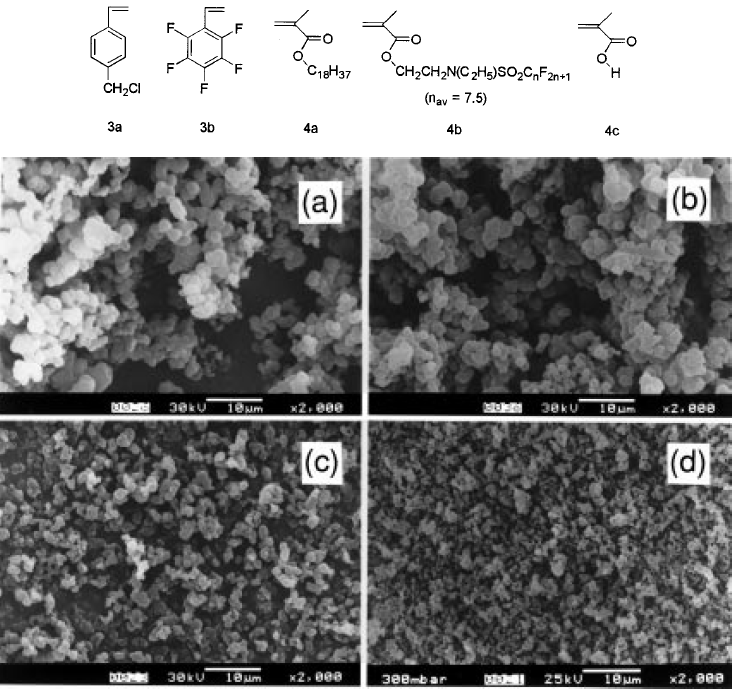 F F
F F
F
CH2Cl
O
O
C18H37
O
O
CH2CH2N(C2H5)SO2CnF2n+1
(nav = 7.5)
O
O
H
3a 3b 4a 4b 4c
(a)
30kV 10μm x2,000
(b)
30kV 10μm x2,000
(c)
30kV 10μm x2,000
(d)
300mbar 25kV 10μm x2,000